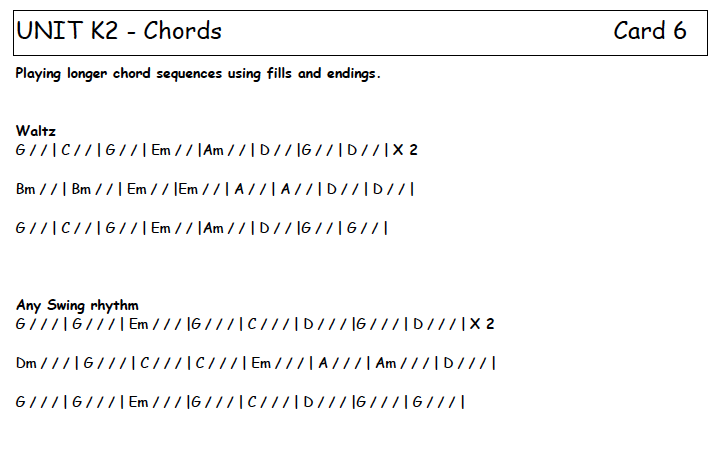 UNIT K2 - Chords Card 6
Playing longer chord sequences using fills and endings.
Waltz
G / / | C / / | G / / | Em / / |Am / / | D / / |G / / | D / / | X 2
Bm / / | Bm / / | Em / / |Em / / | A / / | A / / | D / / | D / / |
G / / | C / / | G / / | Em / / |Am / / | D / / |G / / | G / / |
Any Swing rhythm
G / / / | G / / / | Em / / / |G / / / | C / / / | D / / / |G / / / | D / / / | X 2
Dm / / / | G / / / | C / / / | C / / / | Em / / / | A / / / | Am / / / | D / / / |
G / / / | G / / / | Em / / / |G / / / | C / / / | D / / / |G / / / | G / / / |